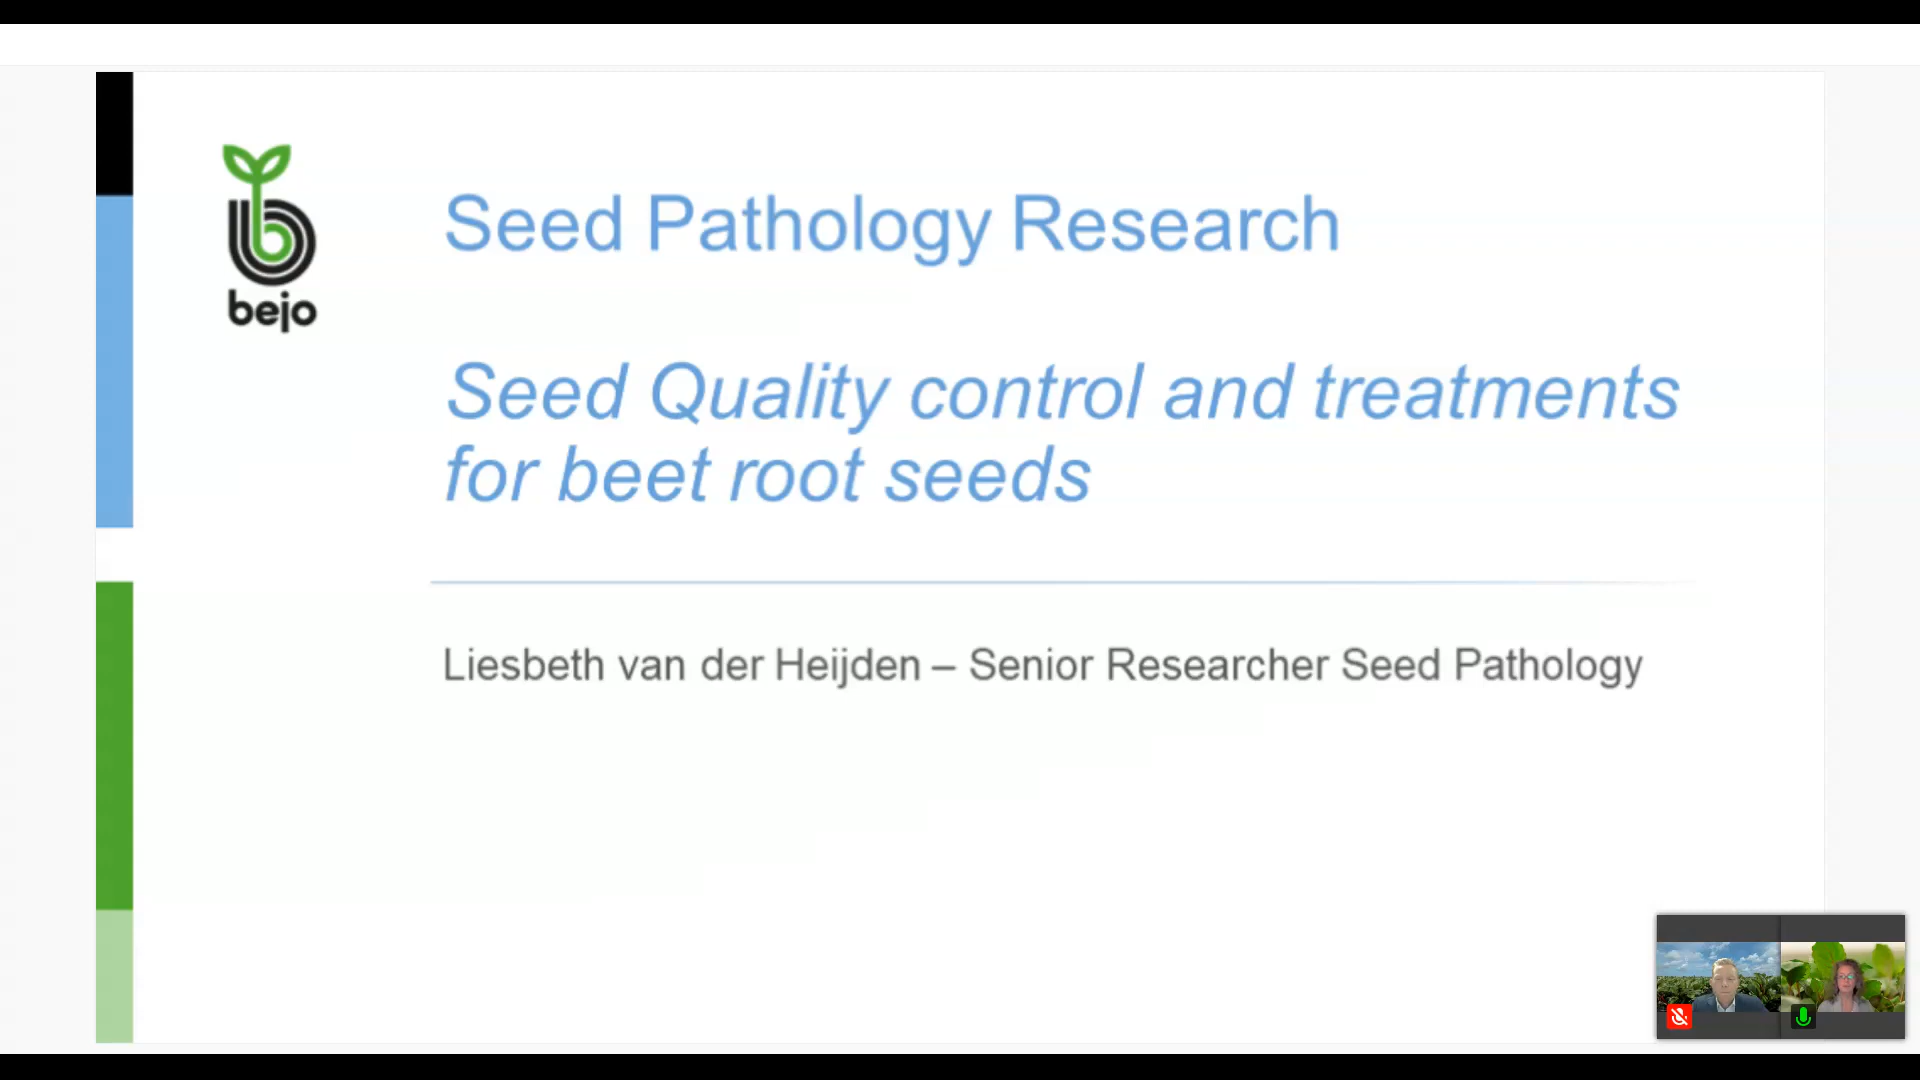 bejo
Seed Pathology Research
Seed Quality control and treatments
for beet root seeds
Liesbeth van der Heijden – Senior Researcher Seed Pathology